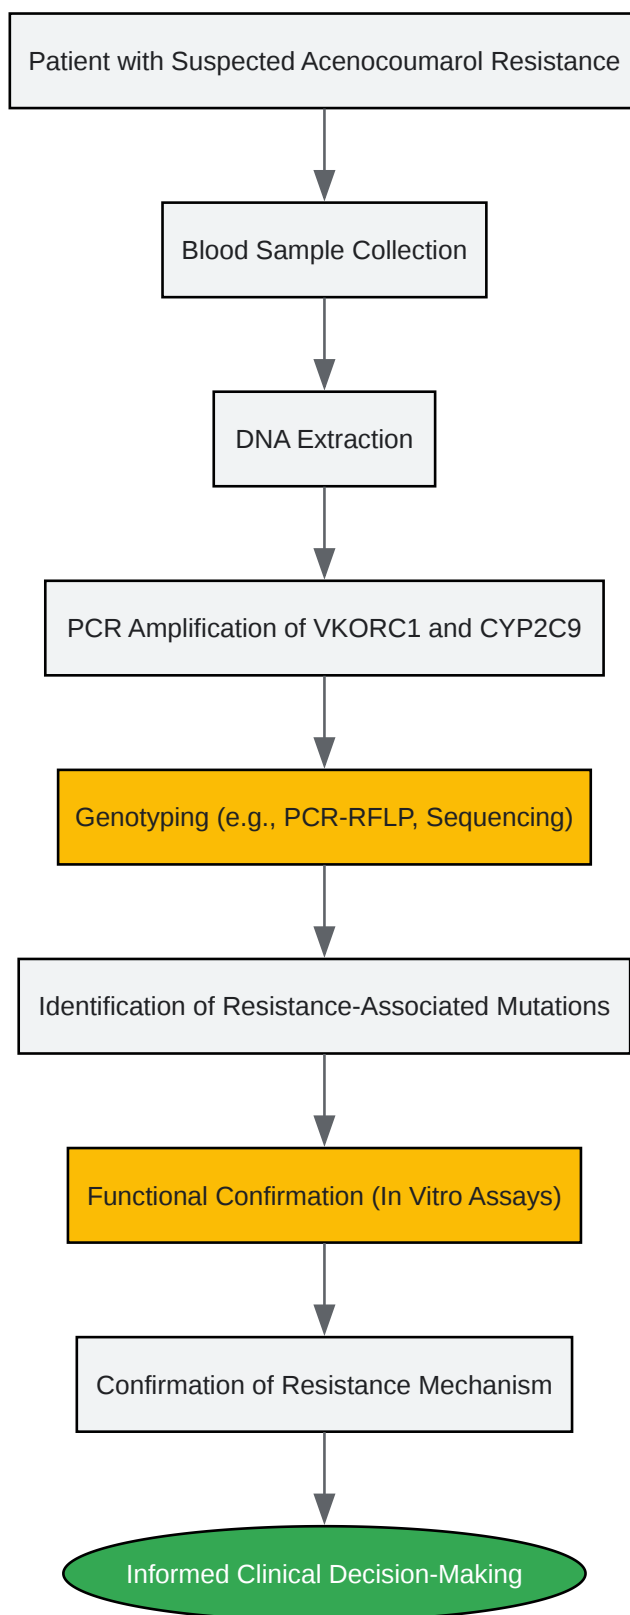 Patient with Suspected Acenocoumarol Resistance
Blood Sample Collection
DNA Extraction
PCR Amplification of VKORC1 and CYP2C9
Genotyping (e.g., PCR-RFLP, Sequencing)
Identification of Resistance-Associated Mutations
Functional Confirmation (In Vitro Assays)
Confirmation of Resistance Mechanism
Informed Clinical Decision-Making